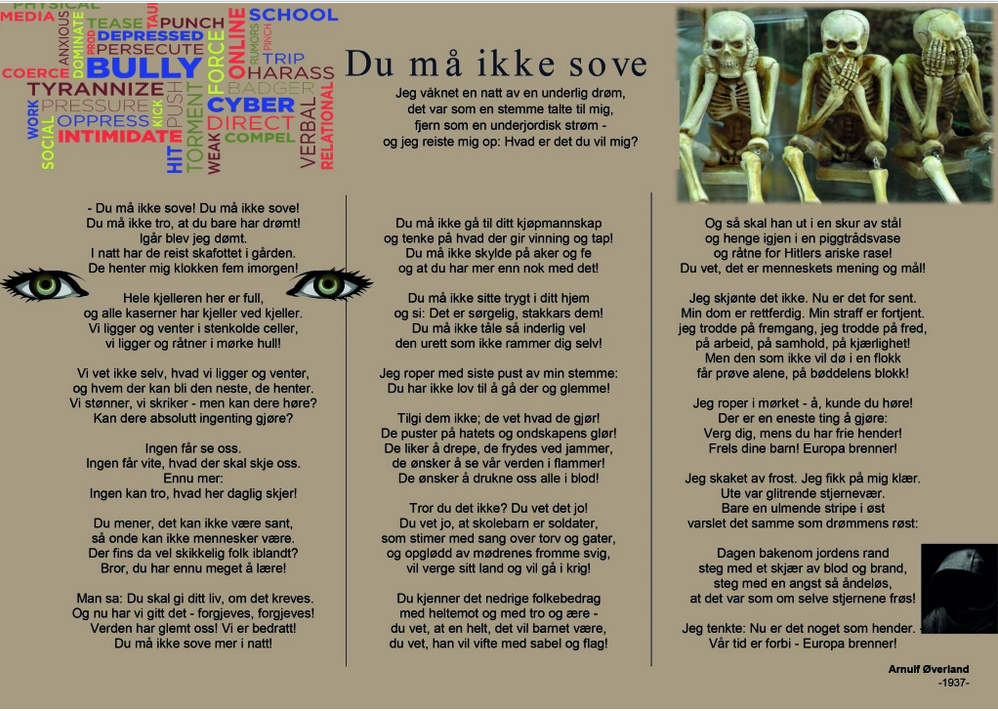 PHYSICAL
MEDIA
ANXIOUS
DOMINATE
TEASE
TAU
PUNCH
SCHOOL
PROD
DEPRESSED
PERSECUTE
FORCE
ONLINE
RUMORS
PINCH
TRIP
COERCE
BULLY
HARASS
TYRANNIZE
BADGER
WORK
PRESSURE
KICK
PUSH
CYBER
SOCIAL
OPPRESS
DIRECT
INTIMIDATE
COMPEL
HIT
TORMENT
WEAK
VERBAL
RELATIONAL
Du må ikke sove
Jeg våknet en natt av en underlig drøm,
det var som en stemme talte til mig,
fjern som en underjordisk strøm -
og jeg reiste mig op: Hvad er det du vil mig?
- Du må ikke sove! Du må ikke sove!
Du må ikke tro, at du bare har drømt!
Igår blev jeg dømt.
I natt har de reist skafottet i gården.
De henter mig klokken fem imorgen!
Hele kjelleren her er full,
og alle kaserner har kjeller ved kjeller.
Vi ligger og venter i stenkolde celler,
vi ligger og råtner i mørke hull!
Vi vet ikke selv, hvad vi ligger og venter,
og hvem der kan bli den neste, de henter.
Vi stønner, vi skriker - men kan dere høre?
Kan dere absolutt ingenting gjøre?
Ingen får se oss.
Ingen får vite, hvad der skal skje oss.
Ennu mer:
Ingen kan tro, hvad her daglig skjer!
Du mener, det kan ikke være sant,
så onde kan ikke mennesker være.
Der fins da vel skikkelig folk iblandt?
Bror, du har ennu meget å lære!
Man sa: Du skal gi ditt liv, om det kreves.
Og nu har vi gitt det - forgjeves, forgjeves!
Verden har glemt oss! Vi er bedratt!
Du må ikke sove mer i natt!
Du må ikke gå til ditt kjøpmannskap
og tenke på hvad der gir vinning og tap!
Du må ikke skylde på aker og fe
og at du har mer enn nok med det!
Du må ikke sitte trygt i ditt hjem
og si: Det er sørgelig, stakkars dem!
Du må ikke tåle så inderlig vel
den urett som ikke rammer dig selv!
Jeg roper med siste pust av min stemme:
Du har ikke lov til å gå der og glemme!
Tilgi dem ikke; de vet hvad de gjør!
De puster på hatets og ondskapens glør!
De liker å drepe, de frydes ved jammer,
de ønsker å se vår verden i flammer!
De ønsker å drukne oss alle i blod!
Tror du det ikke? Du vet det jo!
Du vet jo, at skolebarn er soldater,
som stimer med sang over torv og gater,
og opglødd av mødrenes fromme svig,
vil verge sitt land og vil gå i krig!
Du kjenner det nedrige folkebedrag
med heltemot og med tro og ære -
du vet, at en helt, det vil barnet være,
du vet, han vil vifte med sabel og flag!
Og så skal han ut i en skur av stål
og henge igjen i en piggtrådsvase
og råtne for Hitlers ariske rase!
Du vet, det er menneskets mening og mål!
Jeg skjønte det ikke. Nu er det for sent.
Min dom er rettferdig. Min straff er fortjent.
jeg trodde på fremgang, jeg trodde på fred,
på arbeid, på samhold, på kjærlighet!
Men den som ikke vil dø i en flokk
får prøve alene, på bøddelens blokk!
Jeg roper i mørket - å, kunde du høre!
Der er en eneste ting å gjøre:
Verg dig, mens du har frie hender!
Frels dine barn! Europa brenner!
Jeg skaket av frost. Jeg fikk på mig klær.
Ute var glitrende stjernevær.
Bare en ulmende stripe i øst
varslet det samme som drømmens røst:
Dagen bakenom jordens rand
steg med et skjær av blod og brand,
steg med en angst så åndeløs,
at det var som om selve stjernene frøs!
Jeg tenkte: Nu er det noget som hender. -
Vår tid er forbi - Europa brenner!
Arnulf Øverland
-1937-